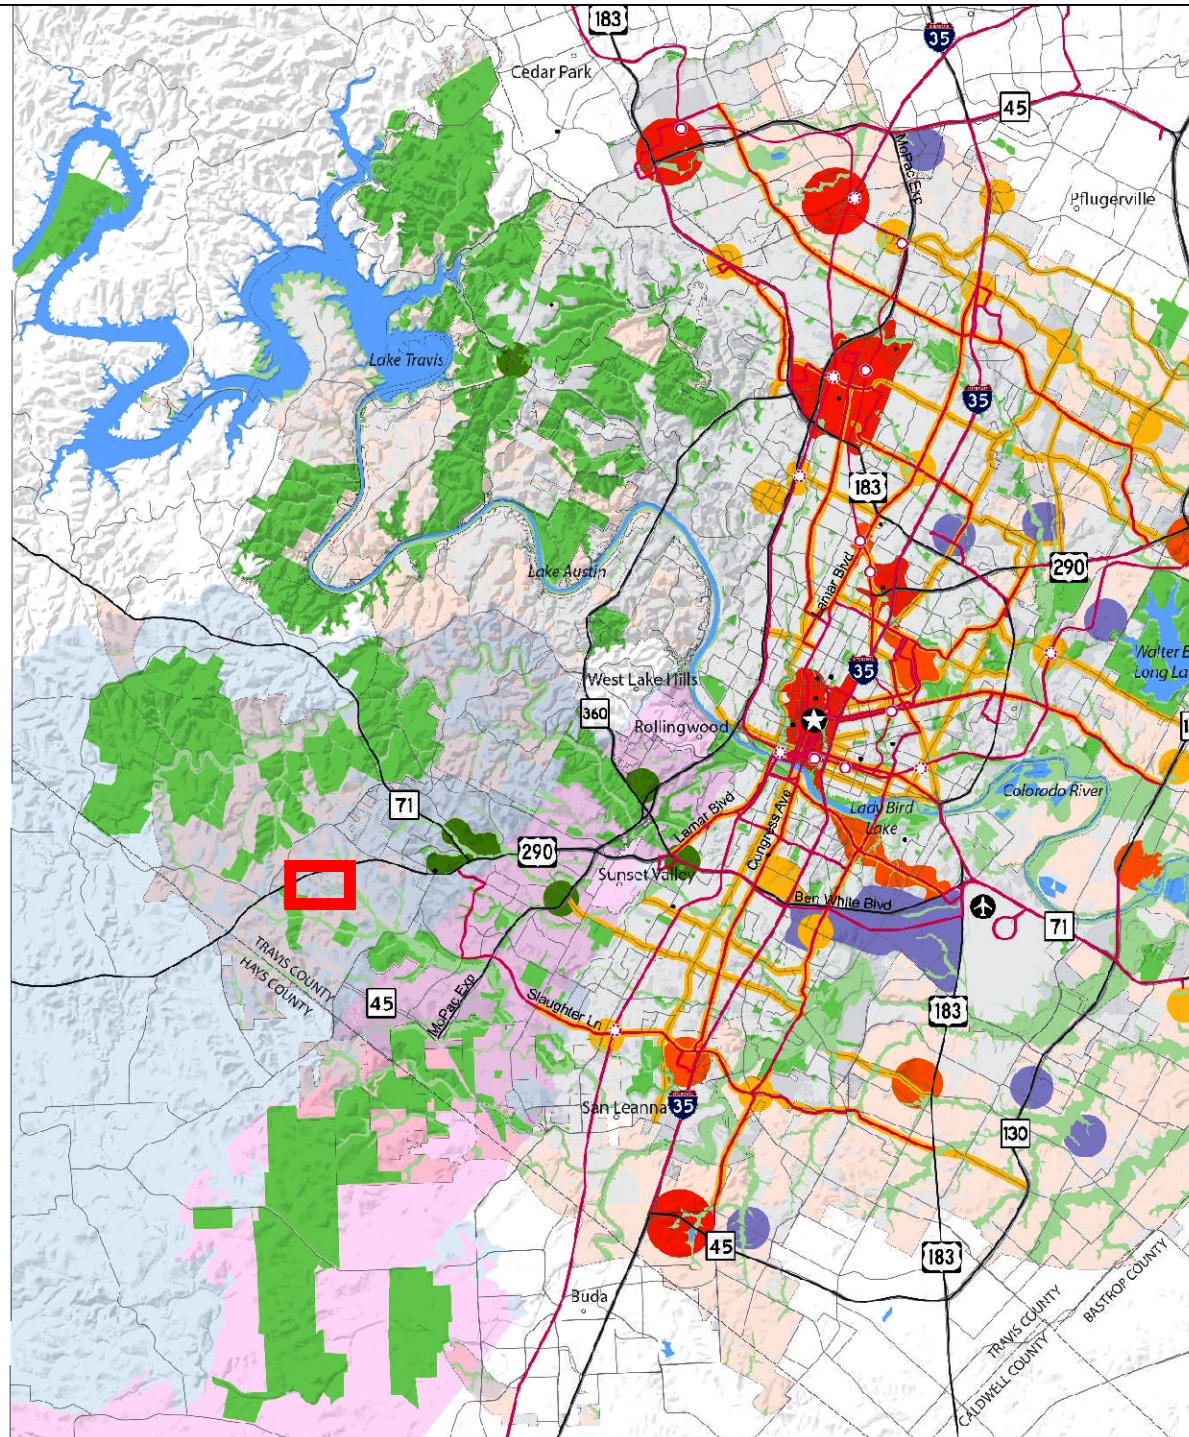 183
35
Cedar Park
45
MoPac Exp
Pflugerville
Lake Travis
35
183
Lake Austin
Lamar Blvd
290
Walter E
Long La
35
West Lake Hills
360
Rollingwood
1
71
Colorado River
Lamar Blvd
Congress Ave
Lady Bird
Lake
290
Sunset Valley
Ben White Blvd
71
TRAVIS COUNTY
HAYS COUNTY
45
MoPac Exp
Slaughter Ln
183
San Leanna
35
130
45
183
Buda
TRAVIS COUNTY
BASTROP COUNTY
CALDWELL COUNTY